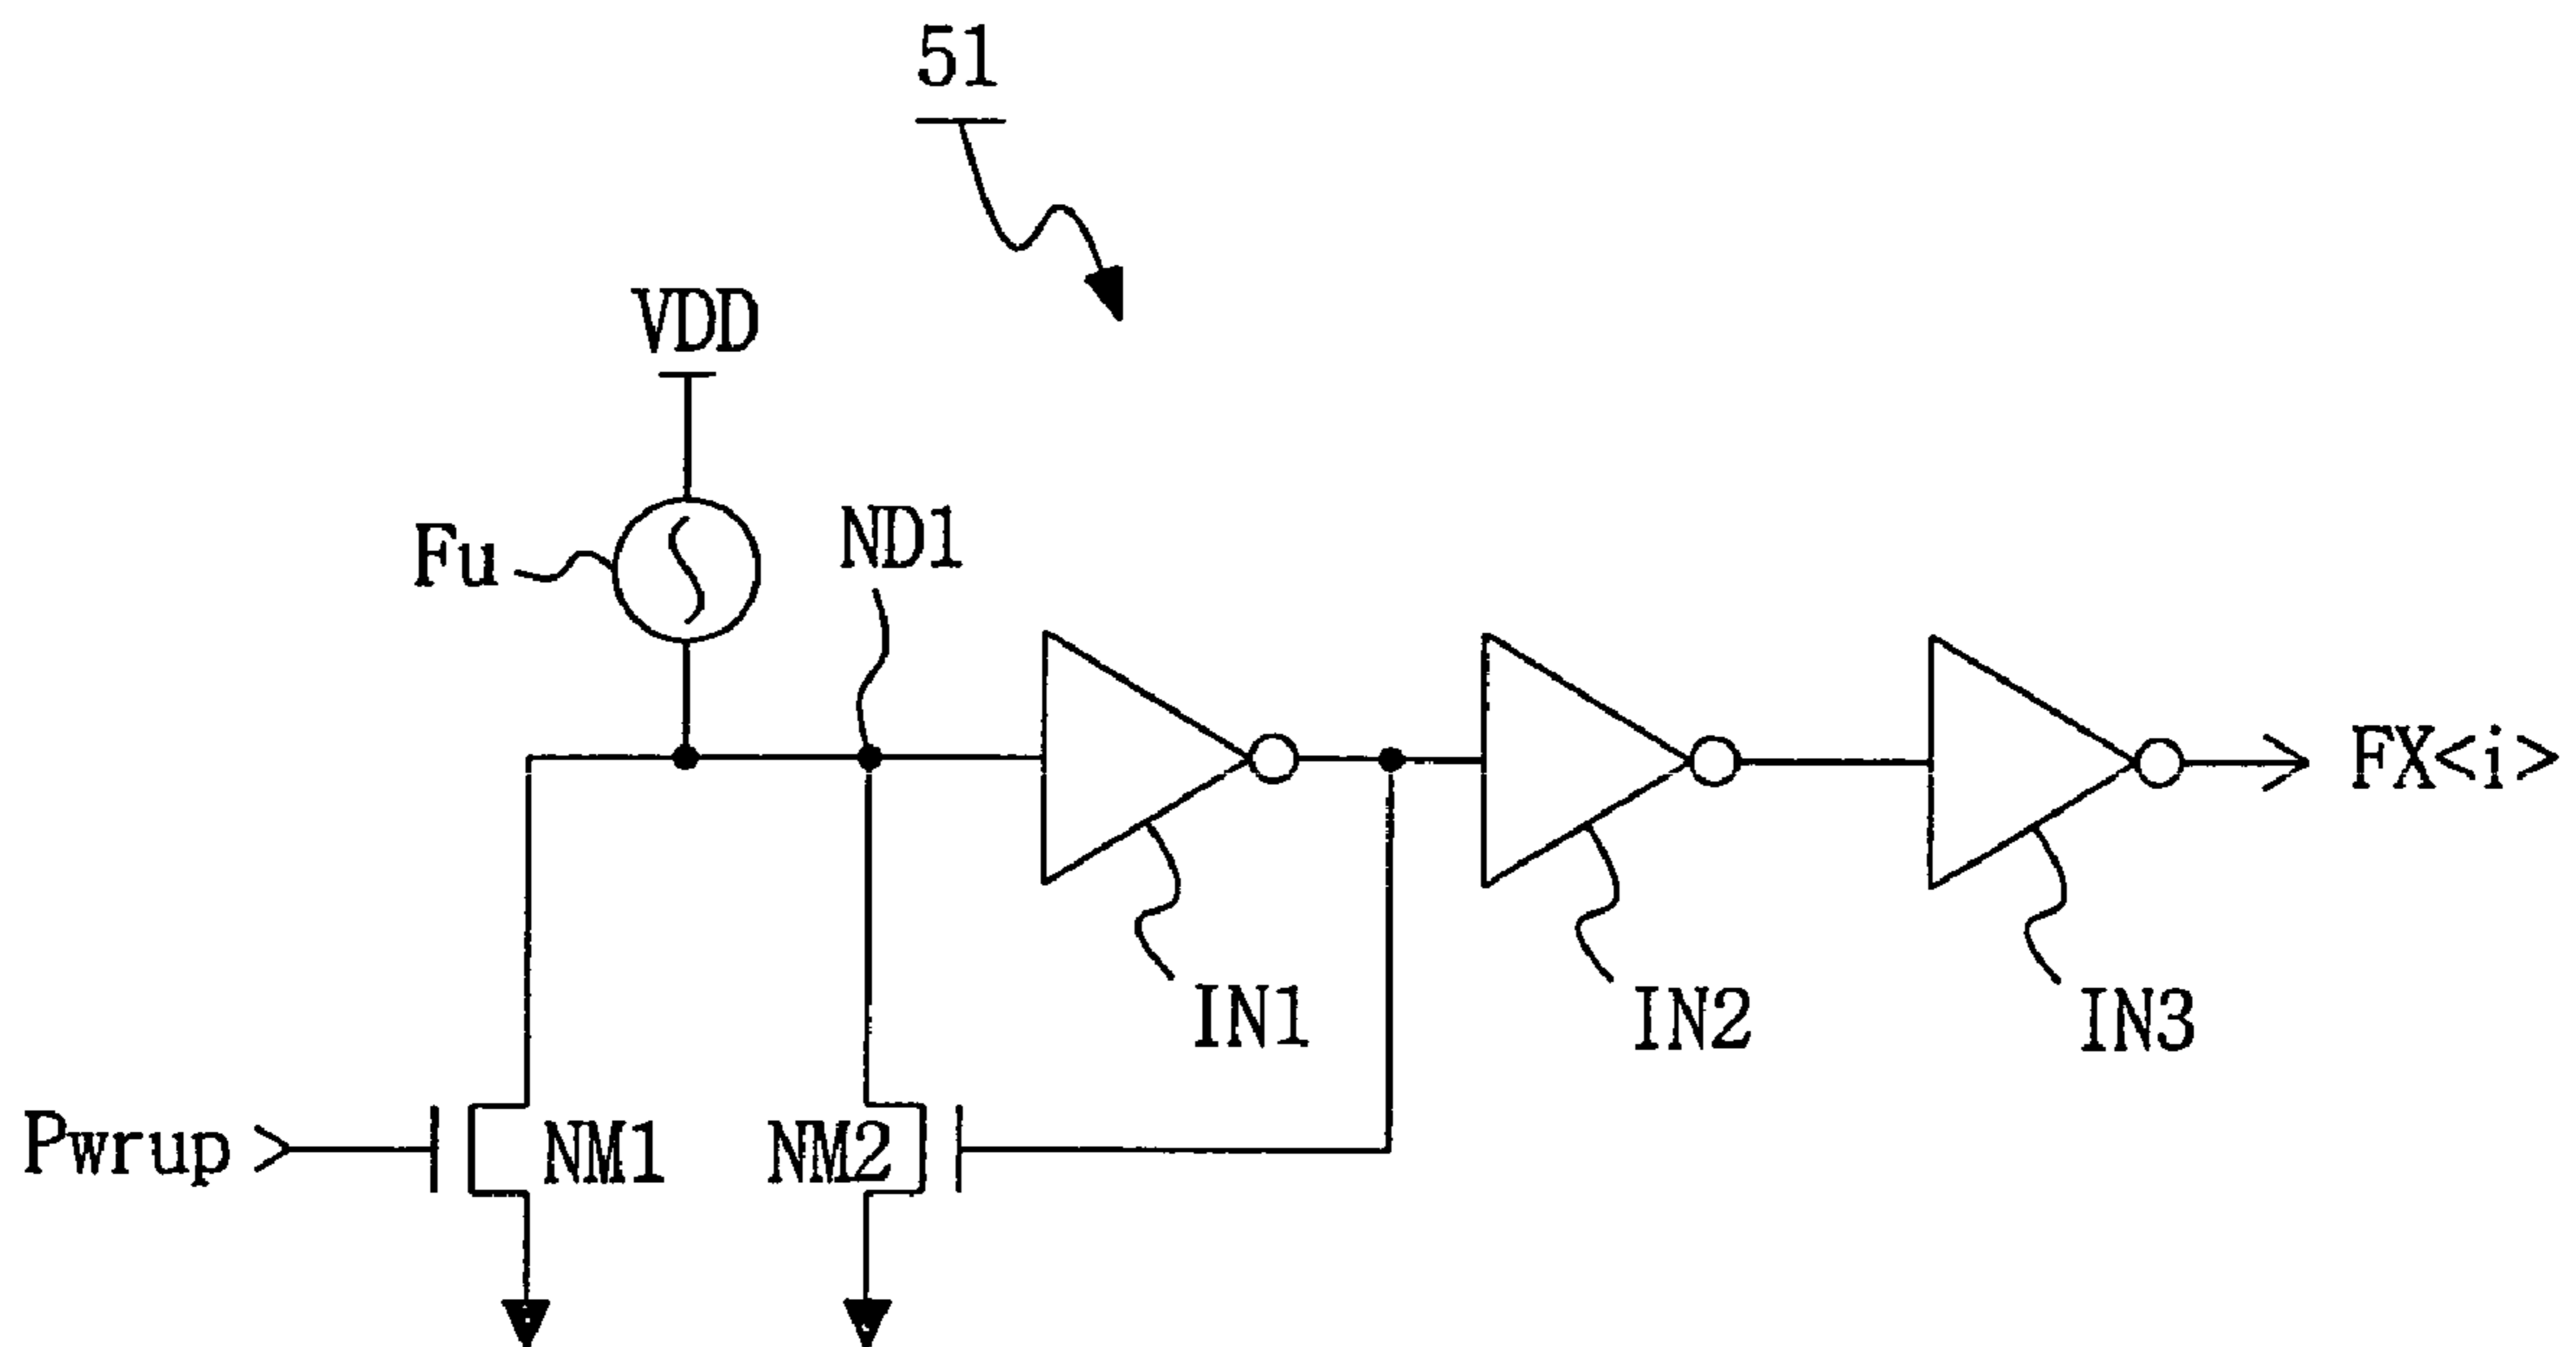 51
VDD
Fu
ND1
FX<i>
IN1
IN2
IN3
Pwrup
NM1
NM2